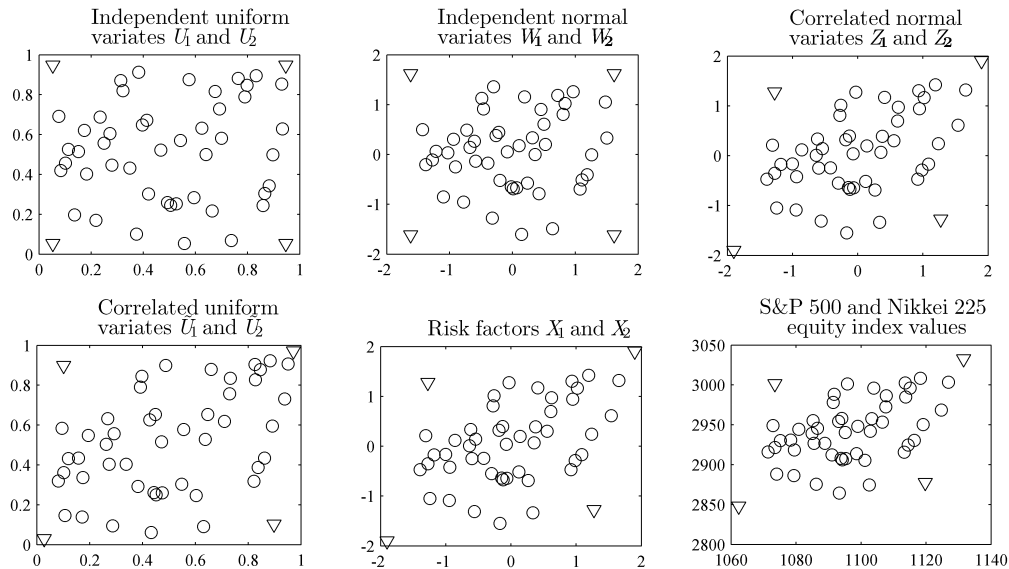 Independent uniform
variates U1 and U2
Independent normal
variates W1 and W2
Correlated normal
variates Z1 and Z2
1
0.8
0.6
0.4
0.2
0
0 0.2 0.4 0.6 0.8 1
2
1
0
-1
-2
-2 -1 0 1 2
2
1
0
-1
-2
-2 -1 0 1 2
Correlated uniform
variates Ũ1 and Ũ2
Risk factors X1 and X2
S&P 500 and Nikkei 225
equity index values
1
0.8
0.6
0.4
0.2
0
0 0.2 0.4 0.6 0.8 1
2
1
0
-1
-2
-2 -1 0 1 2
3050
3000
2950
2900
2850
2800
1060 1080 1100 1120 1140